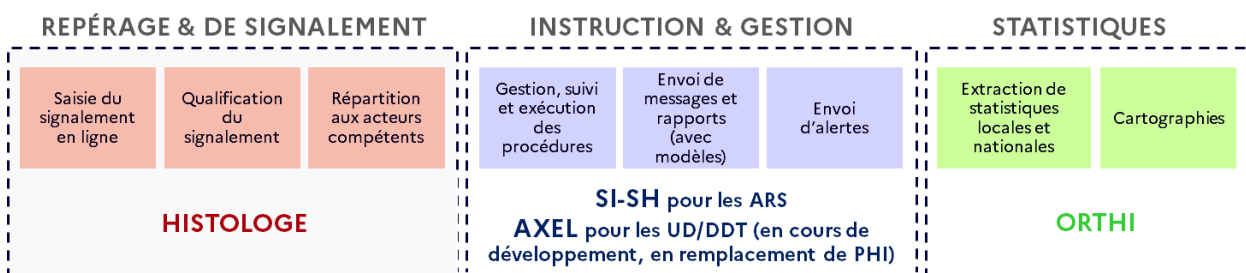 REPÉRAGE & DE SIGNALEMENT
Saisie du
signalement
en ligne
Qualification
du
signalement
Répartition
aux acteurs
compétents
HISTOLOGE
INSTRUCTION & GESTION
Gestion, suivi
et exécution
des
procédures
Envoi de
messages et
rapports
(avec
modèles)
Envoi
d’alertes
SI-SH pour les ARS
AXEL pour les UD/DDT (en cours de
développement, en remplacement de PHI)
STATISTIQUES
Extraction de
statistiques
locales et
nationales
Cartographies
ORTHI